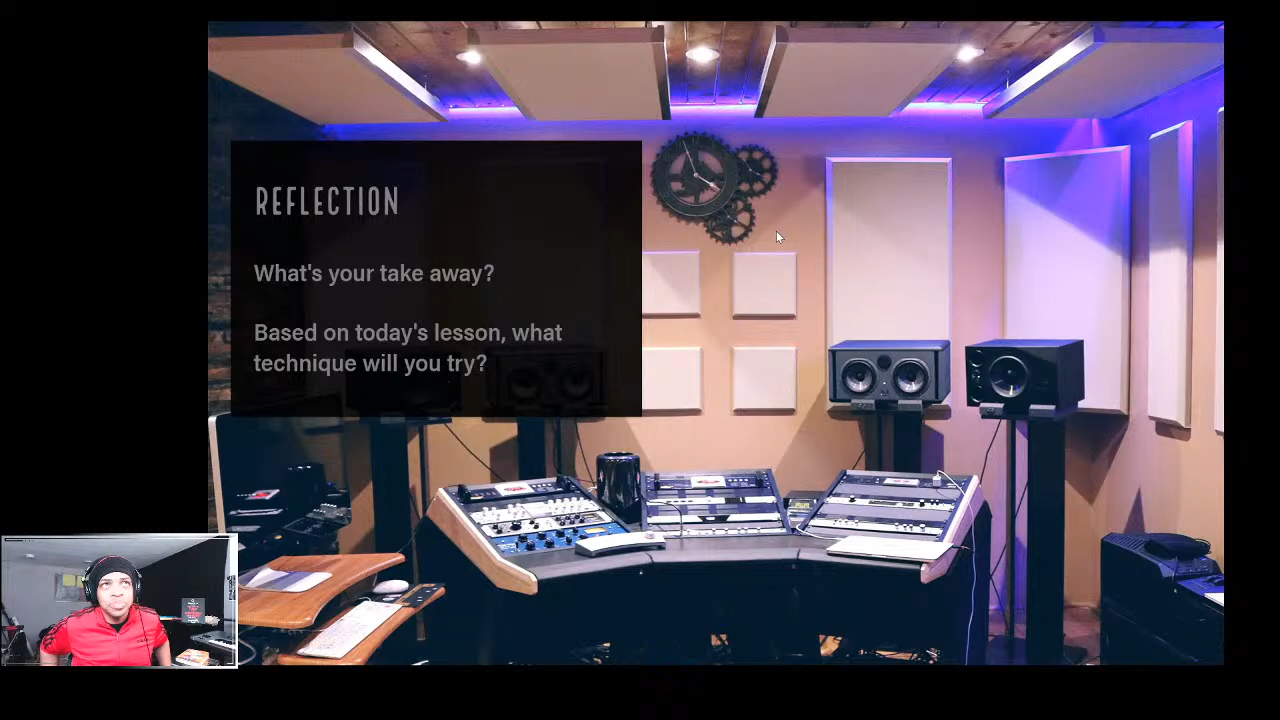 REFLECTION
What's your take away?
Based on today's lesson, what
technique will you try?